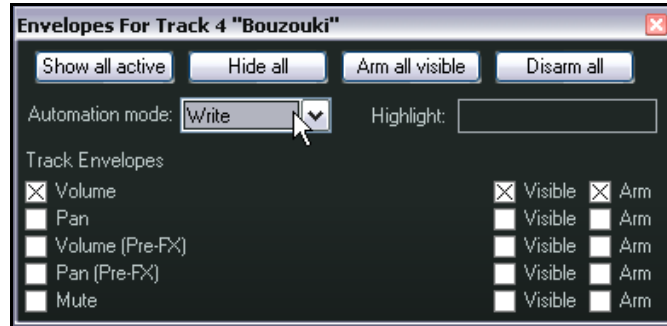 Envelopes For Track 4 "Bouzouki"
Show all active Hide all Arm all visible Disarm all
Automation mode: Write Highlight:
Track Envelopes
Volume Visible Arm
Pan Visible Arm
Volume (Pre-FX) Visible Arm
Pan (Pre-FX) Visible Arm
Mute Visible Arm